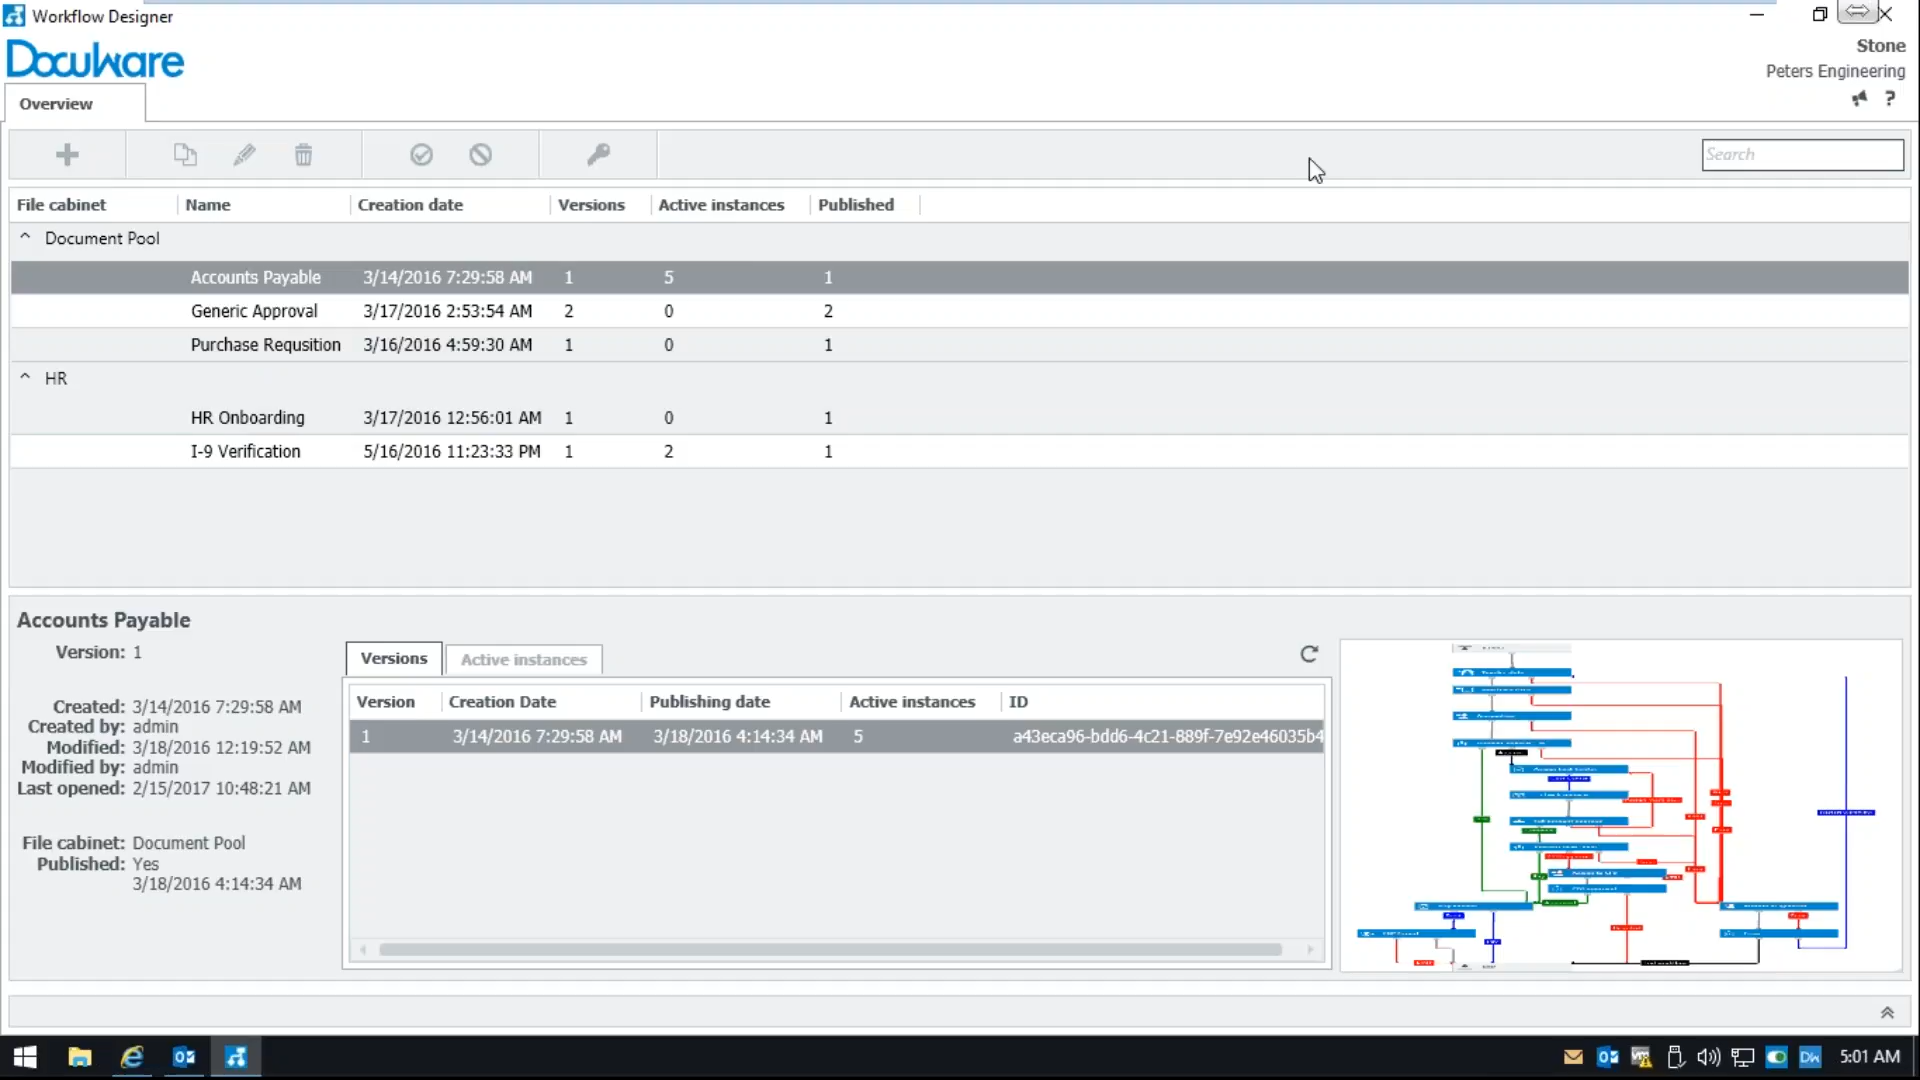 Workflow Designer
DocuWare
Stone
Peters Engineering
Overview
?
Search
File cabinet Name Creation date Versions Active instances Published
Document Pool
Accounts Payable 3/14/2016 7:29:58 AM 1 5 1
Generic Approval 3/17/2016 2:53:54 AM 2 0 2
Purchase Requsition 3/16/2016 4:59:30 AM 1 0 1
HR
HR Onboarding 3/17/2016 12:56:01 AM 1 0 1
I-9 Verification 5/16/2016 11:23:33 PM 1 2 1
Accounts Payable
Version: 1
Created: 3/14/2016 7:29:58 AM
Created by: admin
Modified: 3/18/2016 12:19:52 AM
Modified by: admin
Last opened: 2/15/2017 10:48:21 AM
File cabinet: Document Pool
Published: Yes
3/18/2016 4:14:34 AM
Versions Active instances
Version Creation Date Publishing date Active instances ID
1 3/14/2016 7:29:58 AM 3/18/2016 4:14:34 AM 5 a43eca96-bdd6-4c21-889f-7e92e46035b4
5:01 AM